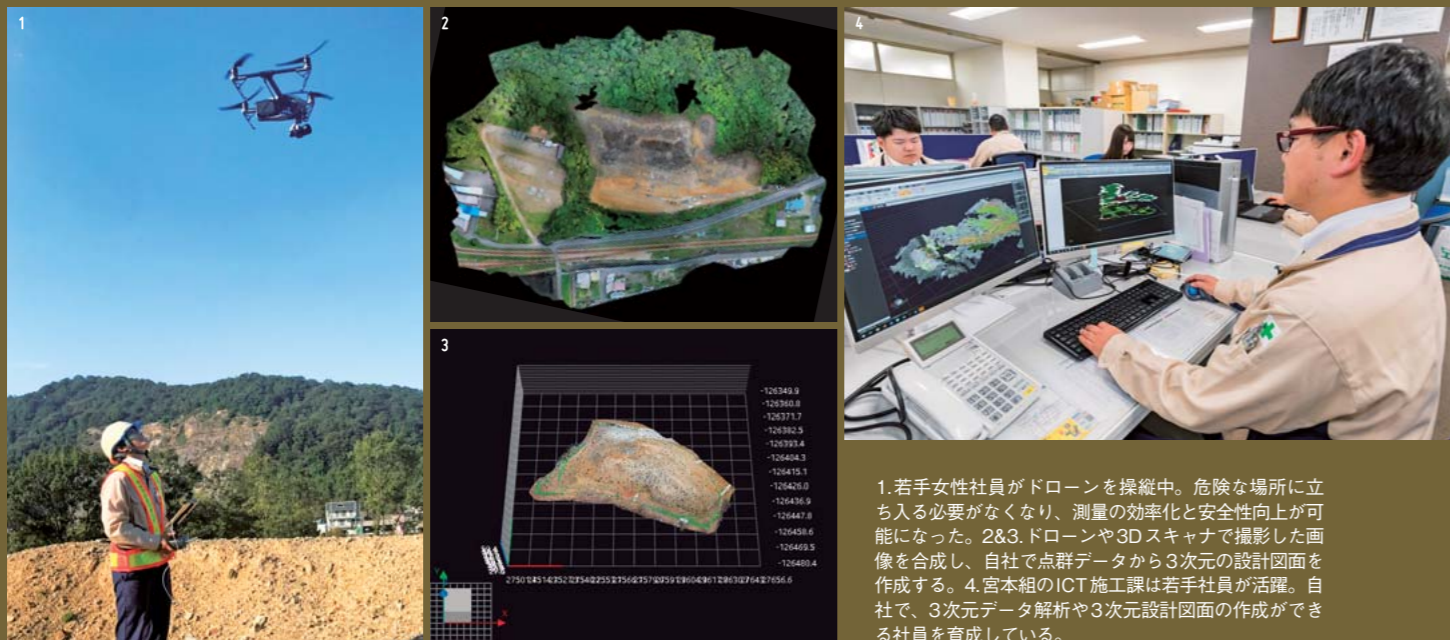 1
2
3
-126349.9
-126360.8
-126371.7
-126382.5
-126393.4
-126404.3
-126415.1
-126426.0
-126436.9
-126447.8
-126458.6
-126469.5
-126480.4
X
4
1.若手女性社員がドローンを操縦中。危険な場所に立
ち入る必要がなくなり、測量の効率化と安全性向上が可
能になった。2&3.ドローンや3Dスキャナで撮影した画
像を合成し、自社で点群データから3次元の設計図面を
作成する。4.宮本組のICT施工課は若手社員が活躍。自
社で、3次元データ解析や3次元設計図面の作成ができ
る社員を育成している。